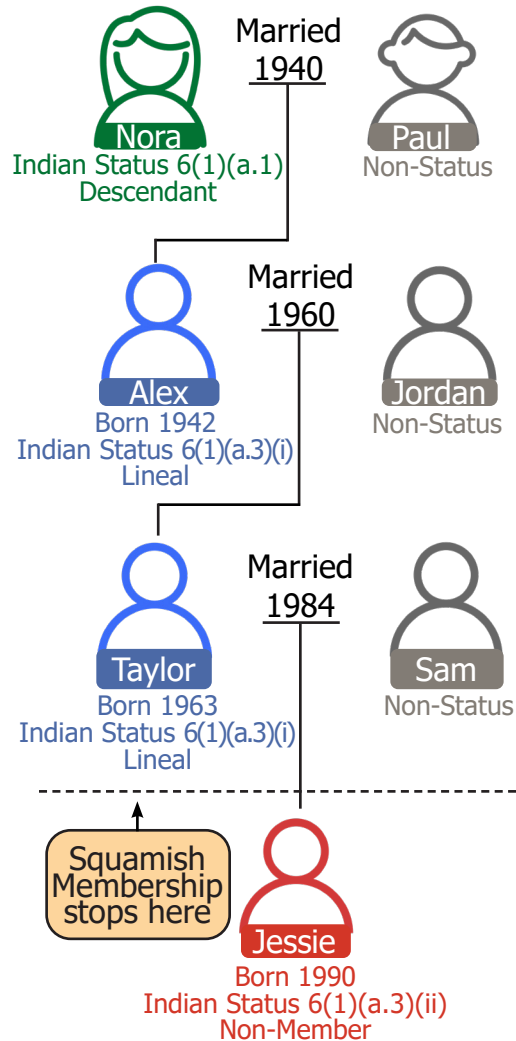 Married
1940
Nora
Indian Status 6(1)(a.1)
Descendant
Paul
Non-Status
Married
1960
Alex
Born 1942
Indian Status 6(1)(a.3)(i)
Lineal
Jordan
Non-Status
Married
1984
Taylor
Born 1963
Indian Status 6(1)(a.3)(i)
Lineal
Sam
Non-Status
Squamish
Membership
stops here
Jessie
Born 1990
Indian Status 6(1)(a.3)(ii)
Non-Member